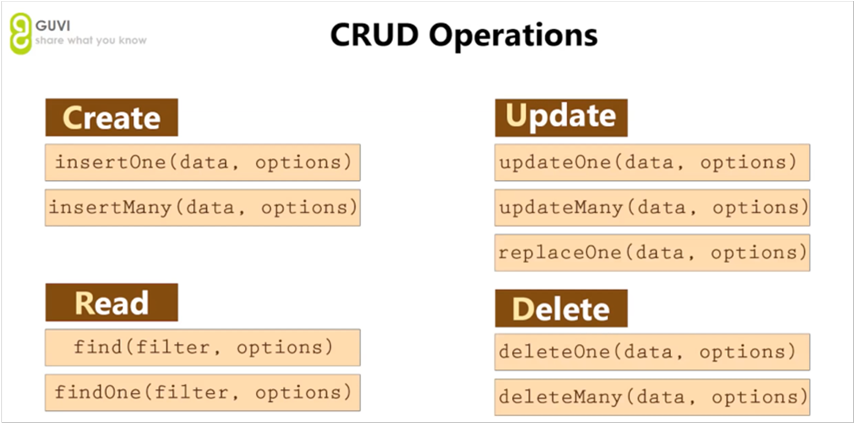 GUVI
share what you know
CRUD Operations
Create
insertOne(data, options)
insertMany(data, options)
Read
find(filter, options)
findOne(filter, options)
Update
updateOne(data, options)
updateMany(data, options)
replaceOne(data, options)
Delete
deleteOne(data, options)
deleteMany(data, options)